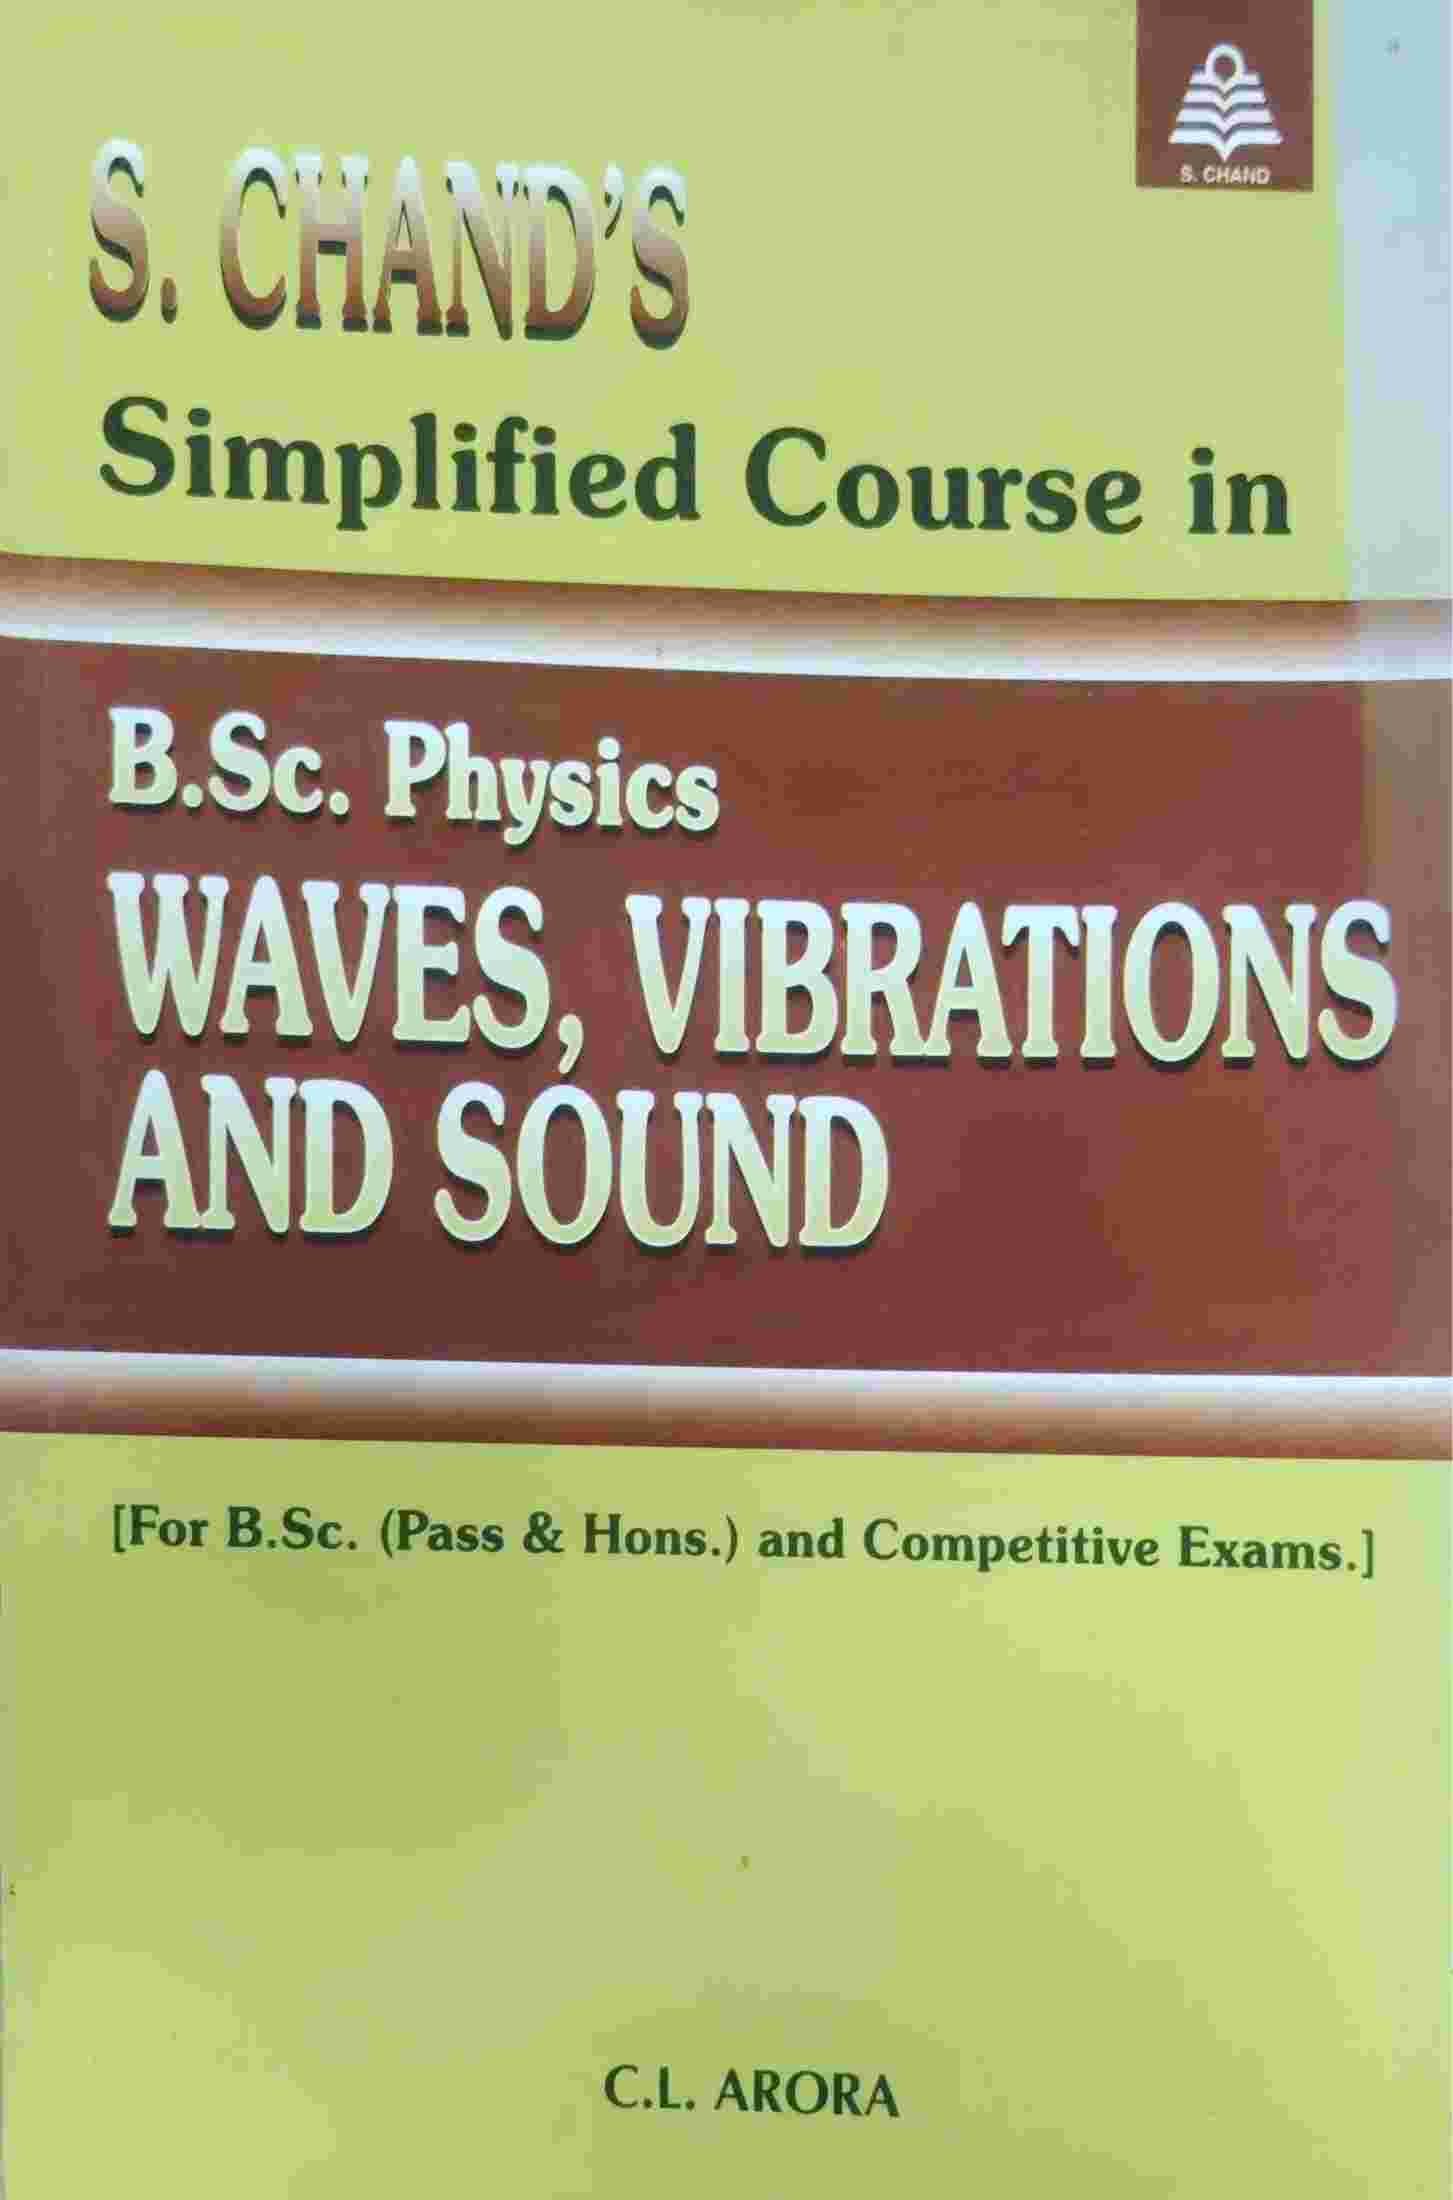 S. CHAND
S. CHAND'S
Simplified Course in
B.Sc. Physics
WAVES, VIBRATIONS
AND SOUND
[For B.Sc. (Pass & Hons.) and Competitive Exams.]
C.L. ARORA